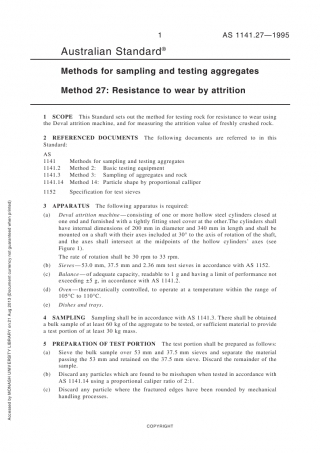 1 AS 1141.27—1995
Australian Standard®
Methods for sampling and testing aggregates
Method 27: Resistance to wear by attrition
1 SCOPE This Standard sets out the method for testing rock for resistance to wear using
the Deval attrition machine, and for measuring the attrition value of freshly crushed rock.
2 REFERENCED DOCUMENTS The following documents are referred to in this
Standard:
AS
1141 Methods for sampling and testing aggregates
1141.2 Method 2: Basic testing equipment
1141.3 Method 3: Sampling of aggregates and rock
1141.14 Method 14: Particle shape by proportional caliper
1152 Specification for test sieves
3 APPARATUS The following apparatus is required:
(a) Deval attrition machine—consisting of one or more hollow steel cylinders closed at
one end and furnished with a tightly fitting steel cover at the other. The cylinders shall
have internal dimensions of 200 mm in diameter and 340 mm in length and shall be
mounted on a shaft with their axes included at 30° to the axis of rotation of the shaft,
and the axes shall intersect at the midpoints of the hollow cylinders' axes (see
Figure 1).
The rate of rotation shall be 30 rpm to 33 rpm.
(b) Sieves—53.0 mm, 37.5 mm and 2.36 mm test sieves in accordance with AS 1152.
(c) Balance—of adequate capacity, readable to 1 g and having a limit of performance not
exceeding ±5 g, in accordance with AS 1141.2.
(d) Oven—thermostatically controlled, to operate at a temperature within the range of
105°C to 110°C.
(e) Dishes and trays.
4 SAMPLING Sampling shall be in accordance with AS 1141.3. There shall be obtained
a bulk sample of at least 60 kg of the aggregate to be tested, or sufficient material to provide
a test portion of at least 30 kg mass.
5 PREPARATION OF TEST PORTION The test portion shall be prepared as follows:
(a) Sieve the bulk sample over 53 mm and 37.5 mm sieves and separate the material
passing the 53 mm and retained on the 37.5 mm sieve. Discard the remainder of the
sample.
(b) Discard any particles which are found to be misshapen when tested in accordance with
AS 1141.14 using a proportional caliper ratio of 2:1.
(c) Discard any particle where the fractured edges have been rounded by mechanical
handling processes.
Accessed by MONASH UNIVERSITY LIBRARY on 21 Aug 2012 (Document currency not guaranteed when printed)
COPYRIGHT